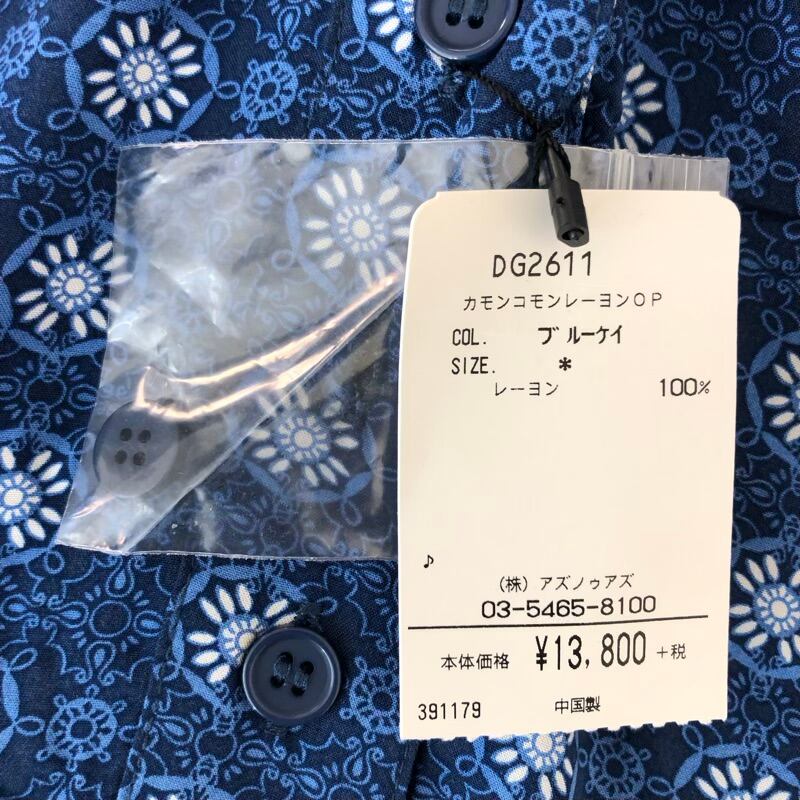 DG2611
カモンコモンレーヨンOP
COL. ブルーケイ
SIZE. *
レーヨン 100%
♪
(株) アズノゥアズ
03-5465-8100
本体価格 ¥13,800 +税
391179 中国製